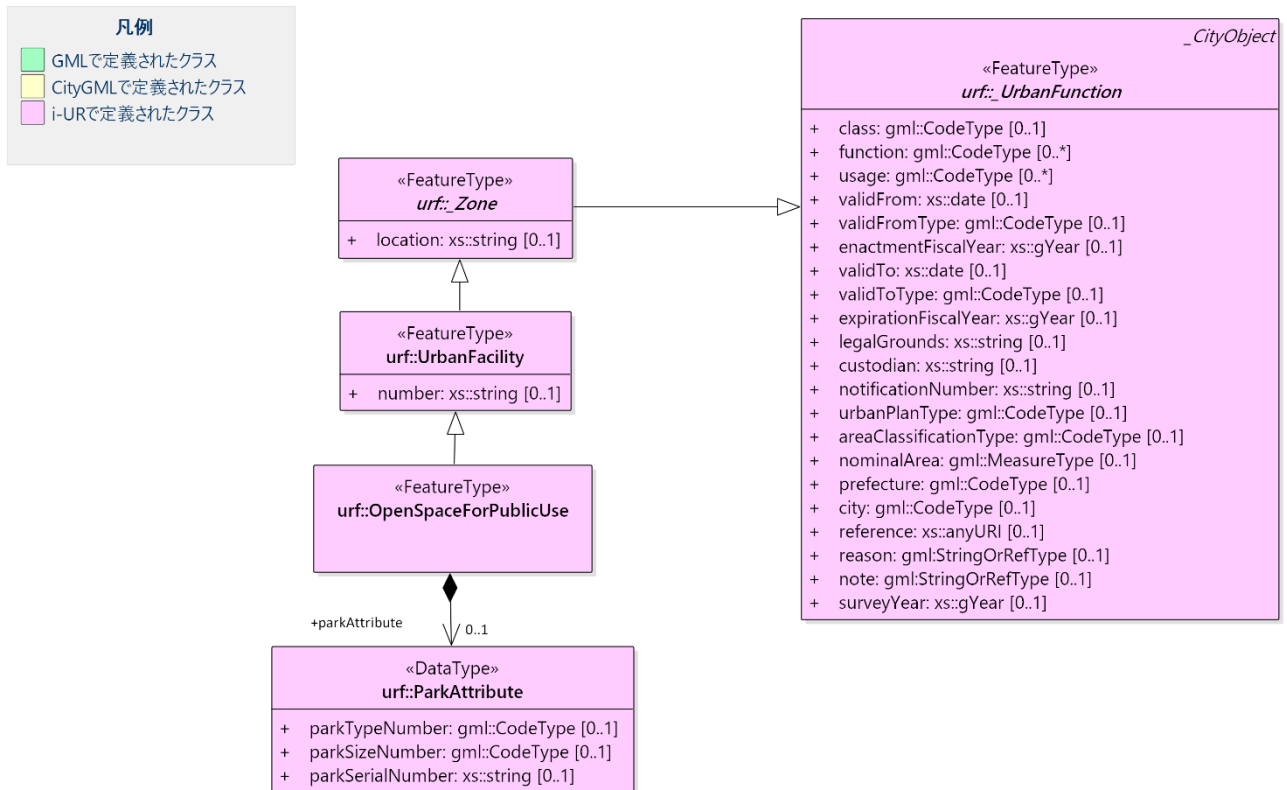 凡例
GMLで定義されたクラス
CityGMLで定義されたクラス
i-URで定義されたクラス
_CityObject
«FeatureType»
urf::_UrbanFunction
+ class: gml::CodeType [0..1]
+ function: gml::CodeType [0..*]
+ usage: gml::CodeType [0..*]
+ validFrom: xs::date [0..1]
+ validFromType: gml::CodeType [0..1]
+ enactmentFiscalYear: xs::gYear [0..1]
+ validTo: xs::date [0..1]
+ validToType: gml::CodeType [0..1]
+ expirationFiscalYear: xs::gYear [0..1]
+ legalGrounds: xs::string [0..1]
+ custodian: xs::string [0..1]
+ notificationNumber: xs::string [0..1]
+ urbanPlanType: gml::CodeType [0..1]
+ areaClassificationType: gml::CodeType [0..1]
+ nominalArea: gml::MeasureType [0..1]
+ prefecture: gml::CodeType [0..1]
+ city: gml::CodeType [0..1]
+ reference: xs::anyURI [0..1]
+ reason: gml:StringOrRefType [0..1]
+ note: gml:StringOrRefType [0..1]
+ surveyYear: xs::gYear [0..1]
«FeatureType»
urf::_Zone
+ location: xs::string [0..1]
«FeatureType»
urf::UrbanFacility
+ number: xs::string [0..1]
«FeatureType»
urf::OpenSpaceForPublicUse
+parkAttribute
0..1
«DataType»
urf::ParkAttribute
+ parkTypeNumber: gml::CodeType [0..1]
+ parkSizeNumber: gml::CodeType [0..1]
+ parkSerialNumber: xs::string [0..1]